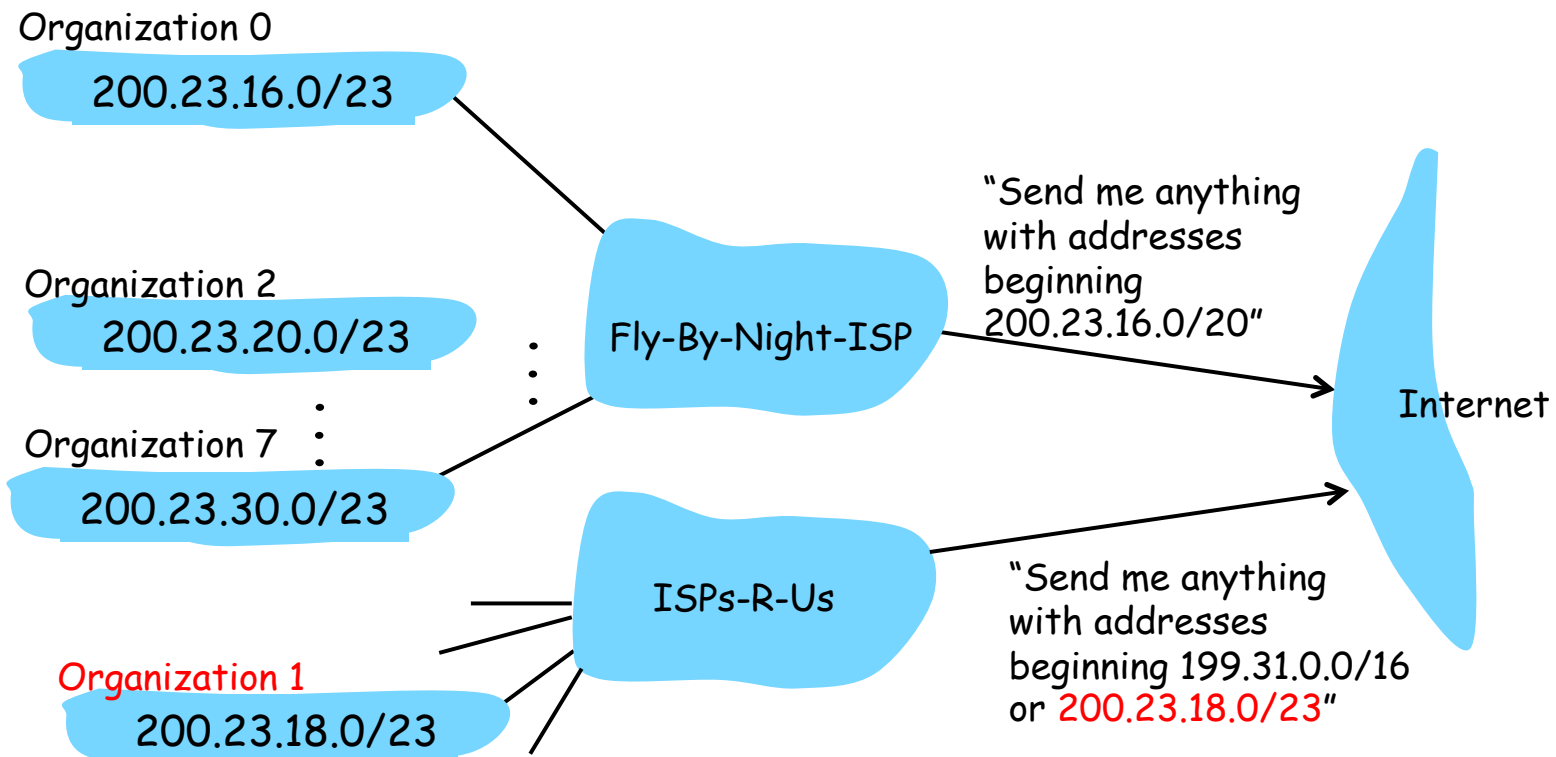 Organization 0
200.23.16.0/23
Organization 2
200.23.20.0/23
Organization 7
200.23.30.0/23
Fly-By-Night-ISP
“Send me anything
with addresses
beginning
200.23.16.0/20”
Internet
ISPs-R-Us
Organization 1
200.23.18.0/23
“Send me anything
with addresses
beginning 199.31.0.0/16
or 200.23.18.0/23”